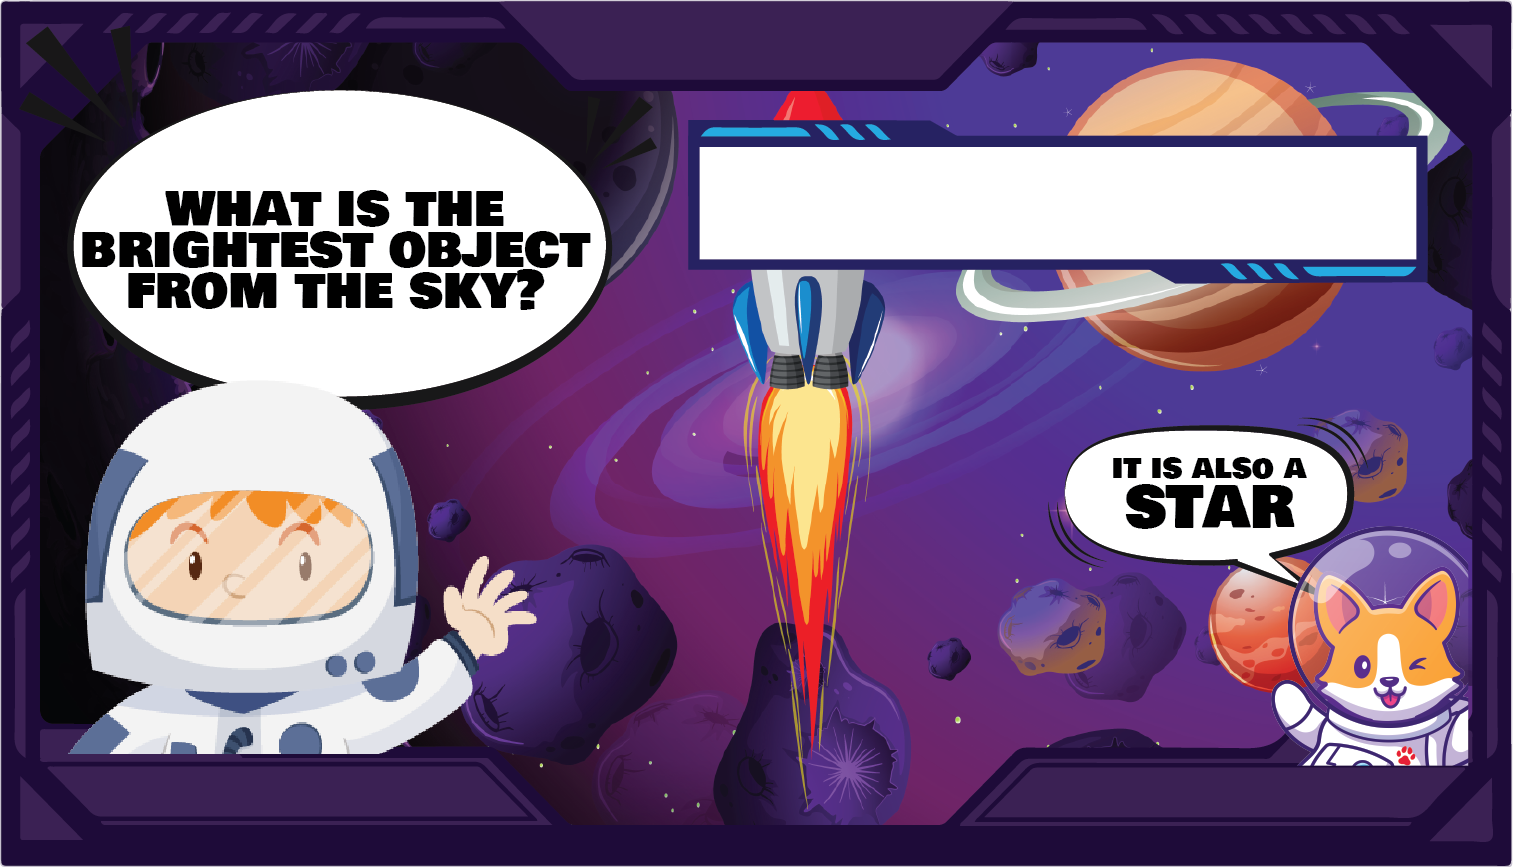 WHAT IS THE
BRIGHTEST OBJECT
FROM THE SKY?
IT IS ALSO A
STAR